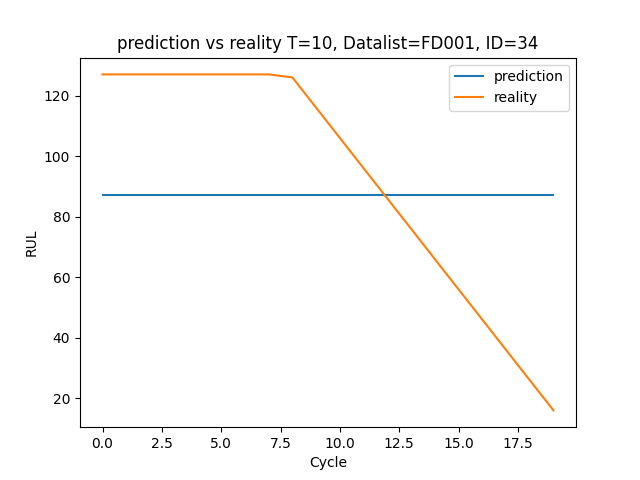 prediction vs reality T=10, Datalist=FD001, ID=34
prediction
reality
120
100
80
60
40
20
RUL
0.0 2.5 5.0 7.5 10.0 12.5 15.0 17.5
Cycle